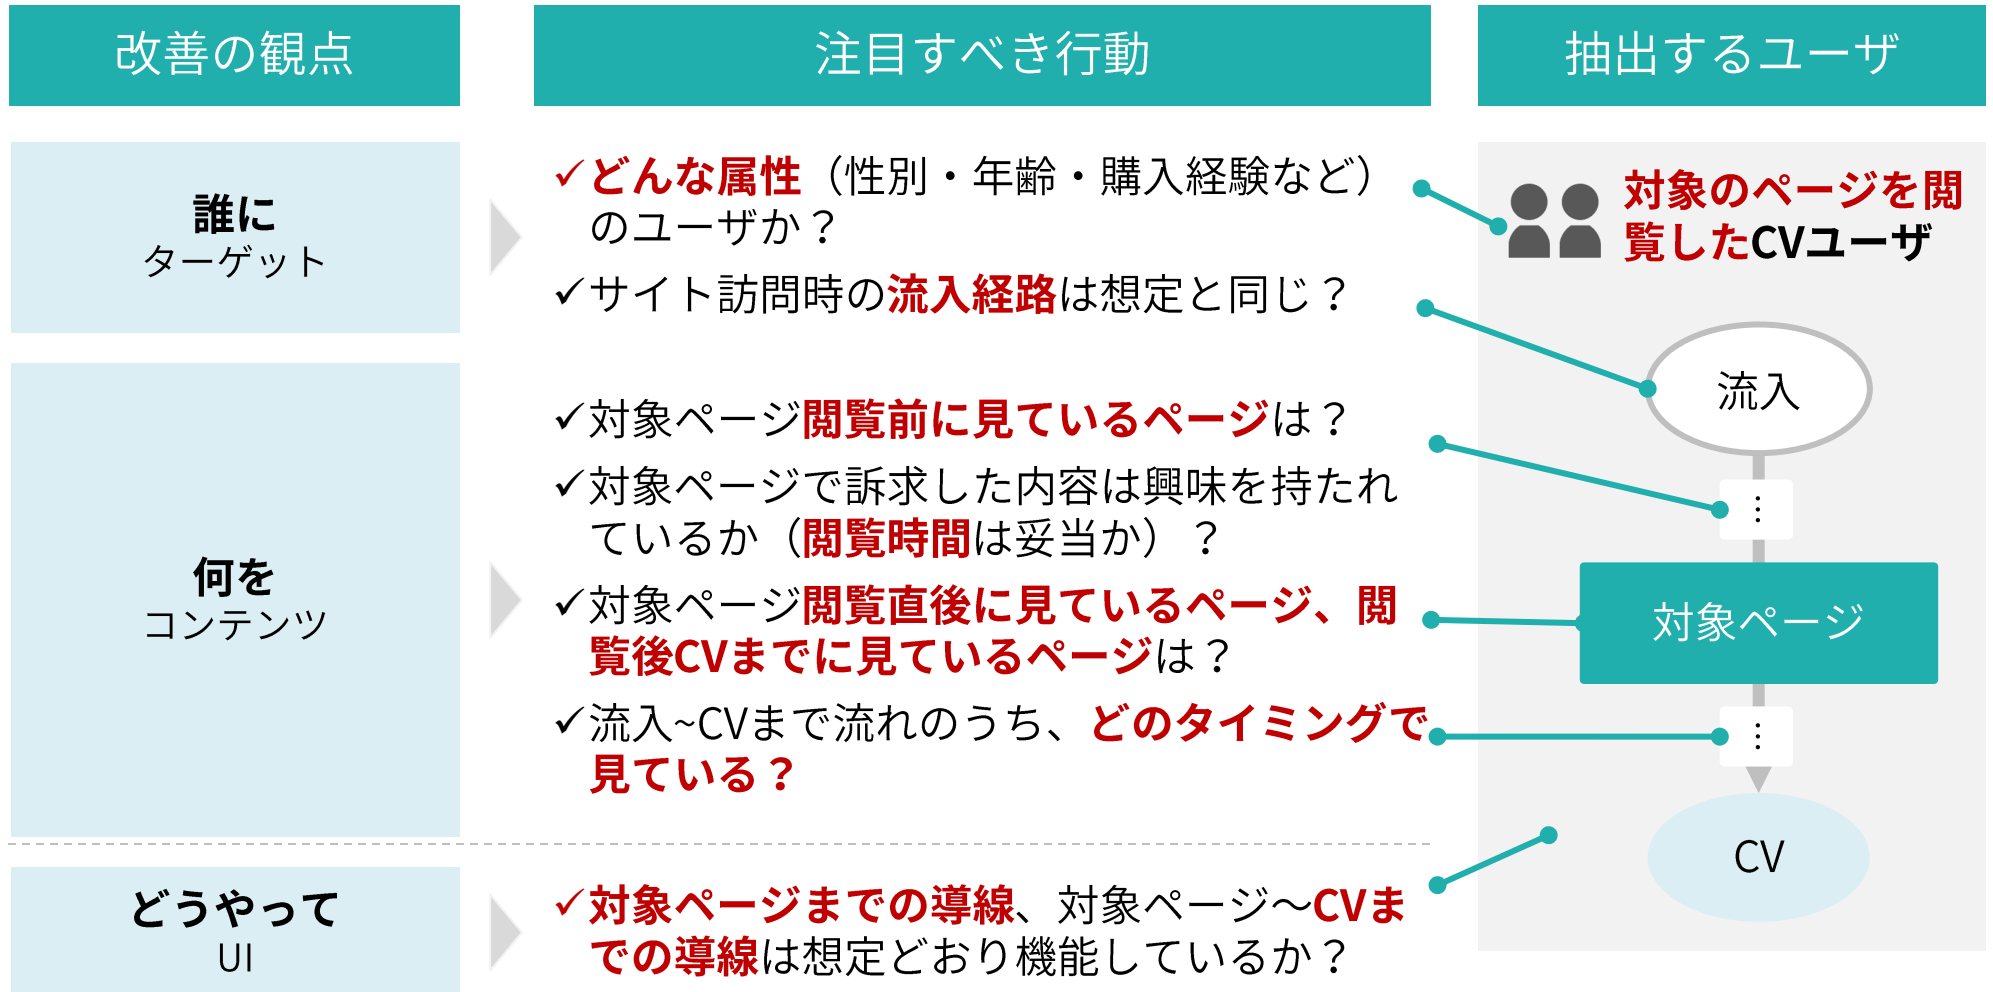 改善の観点
注目すべき行動
抽出するユーザ
誰に
ターゲット
✓どんな属性（性別・年齢・購入経験など）
のユーザか？
✓サイト訪問時の流入経路は想定と同じ？
何を
コンテンツ
✓対象ページ閲覧前に見ているページは？
✓対象ページで訴求した内容は興味を持たれ
ているか（閲覧時間は妥当か）？
✓対象ページ閲覧直後に見ているページ、閲
覧後CVまでに見ているページは？
✓流入~CVまで流れのうち、どのタイミングで
見ている？
どうやって
UI
✓対象ページまでの導線、対象ページ～CVま
での導線は想定どおり機能しているか？
対象のページを閲
覧したCVユーザ
流入
⋮
対象ページ
⋮
CV